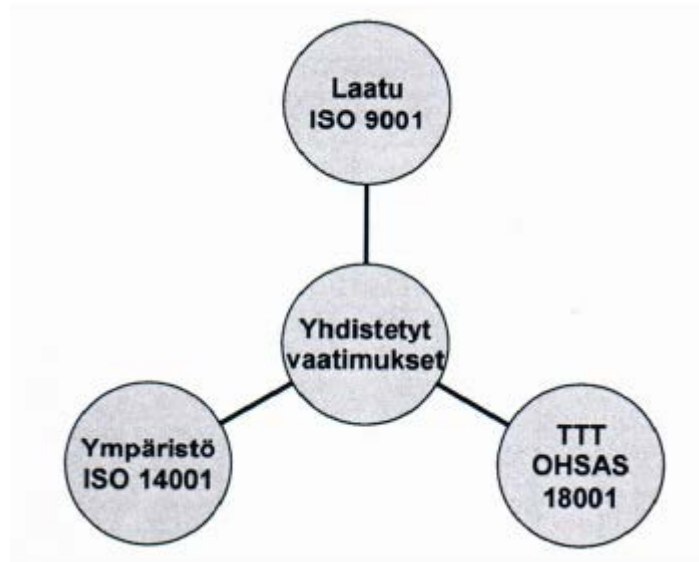 Laatu
ISO 9001
Yhdistetyt
vaatimukset
Ympäristö
ISO 14001
TTT
OHSAS
18001